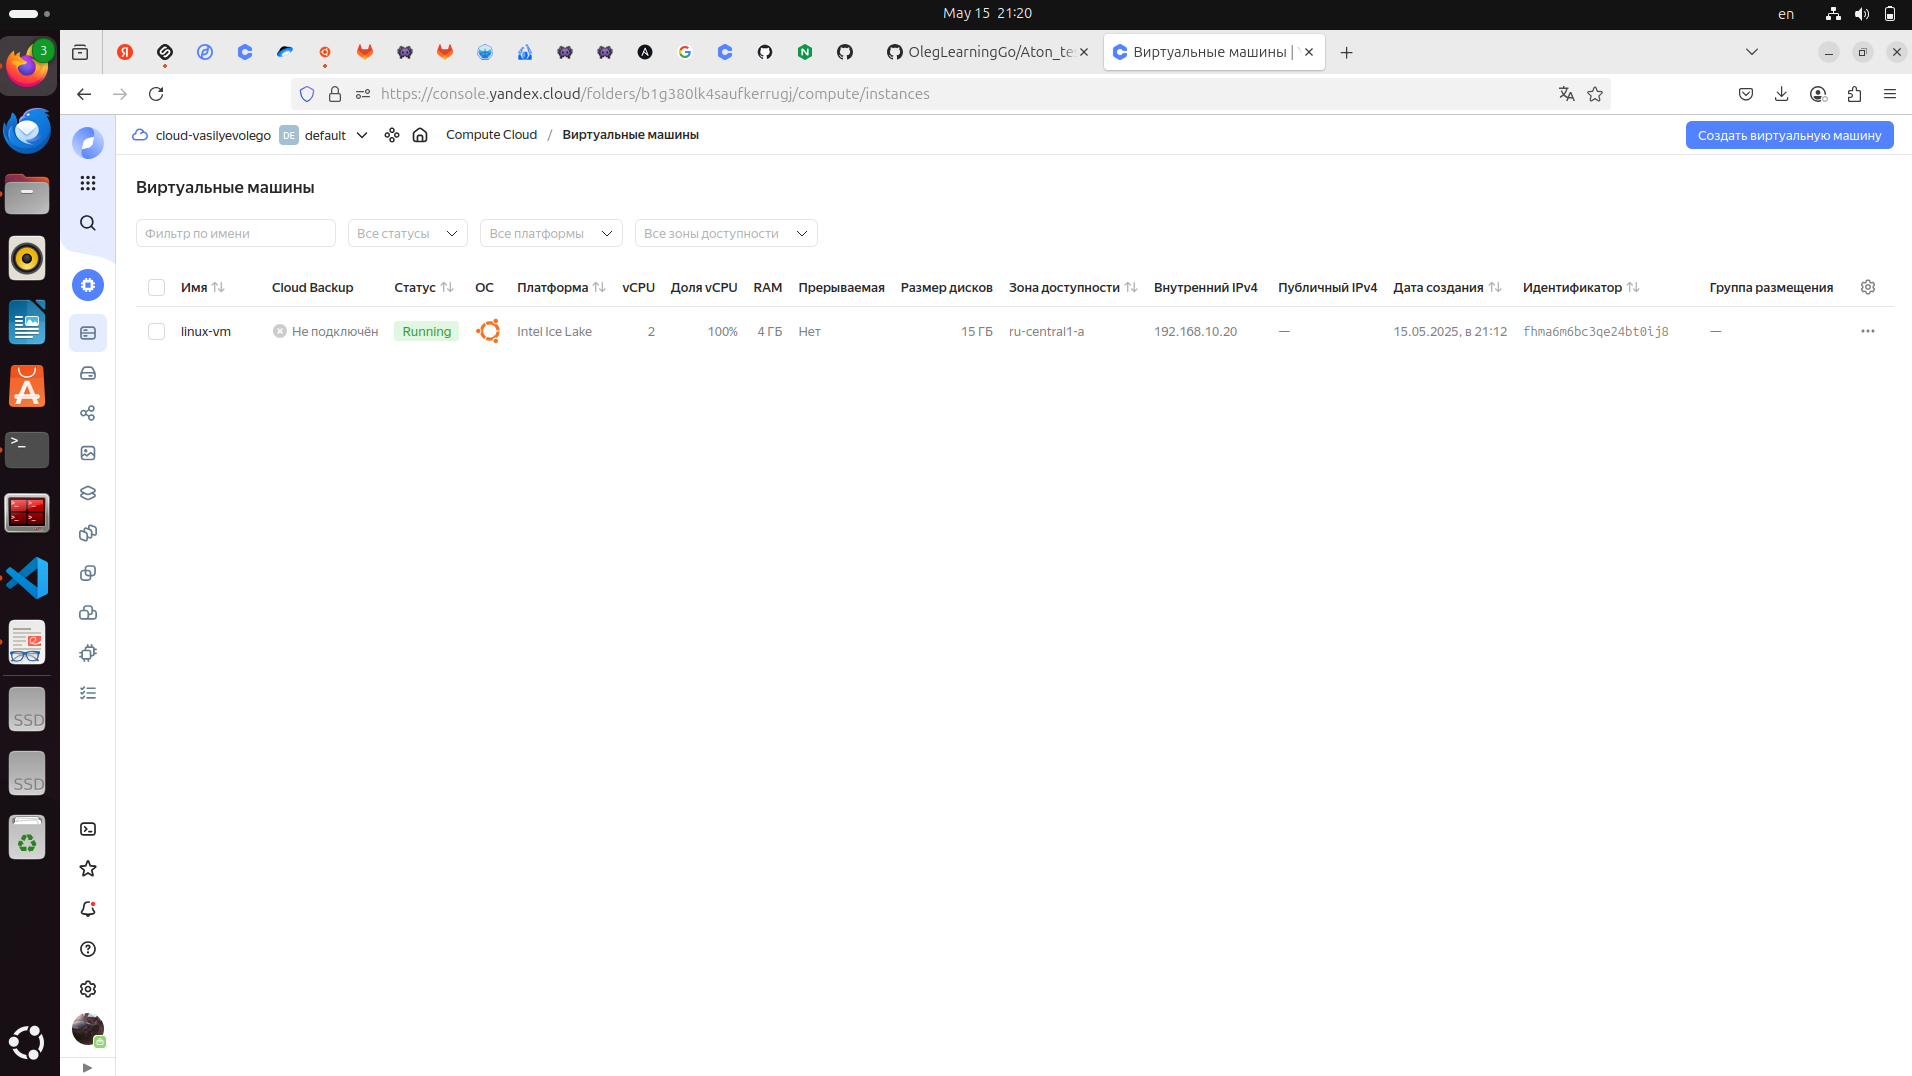 May 15 21:20
en
3
OlegLearningGo/Aton_te
Виртуальные машины |
https://console.yandex.cloud/folders/b1g380lk4saufkerrugj/compute/instances
cloud-vasilyevolego DE default Compute Cloud / Виртуальные машины
Создать виртуальную машину
Виртуальные машины
Фильтр по имени Все статусы Все платформы Все зоны доступности
Имя Cloud Backup Статус ОС Платформа vCPU Доля vCPU RAM Прерываемая Размер дисков Зона доступности Внутренний IPv4 Публичный IPv4 Дата создания Идентификатор Группа размещения
linux-vm Не подключён Running Intel Ice Lake 2 100% 4 ГБ Нет 15 ГБ ru-central1-a 192.168.10.20 — 15.05.2025, в 21:12 fhma6m6bc3qe24bt0ij8 —
SSD
SSD